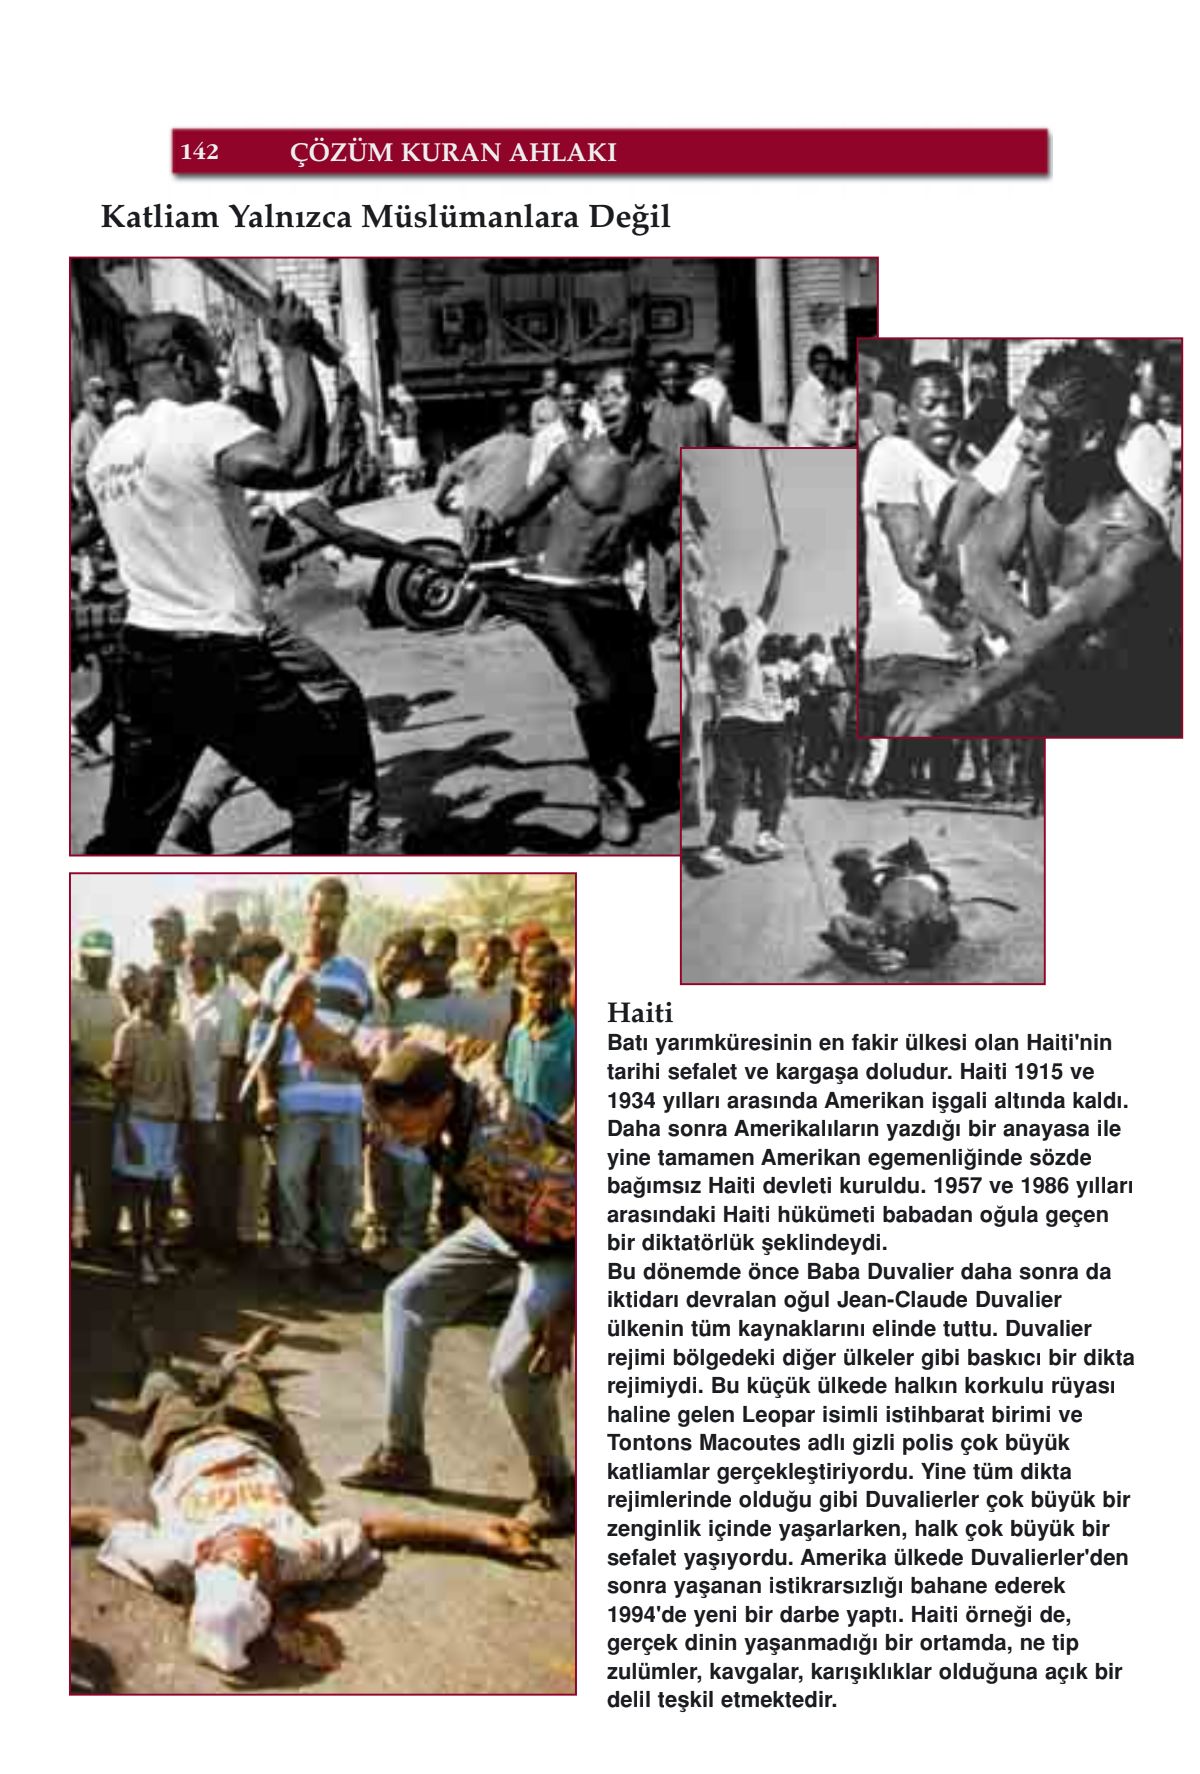 142
ÇÖZÜM KURAN AHLAKI
Katliam Yalnızca Müslümanlara Değil
Haiti
Batı yarımküresinin en fakir ülkesi olan Haiti'nin
tarihi sefalet ve kargaşa doludur. Haiti 1915 ve
1934 yılları arasında Amerikan işgali altında kaldı.
Daha sonra Amerikalıların yazdığı bir anayasa ile
yine tamamen Amerikan egemenliğinde sözde
bağımsız Haiti devleti kuruldu. 1957 ve 1986 yılları
arasındaki Haiti hükümeti babadan oğula geçen
bir diktatörlük şeklindeydi.
Bu dönemde önce Baba Duvalier daha sonra da
iktidarı devralan oğul Jean-Claude Duvalier
ülkenin tüm kaynaklarını elinde tuttu. Duvalier
rejimi bölgedeki diğer ülkeler gibi baskıcı bir dikta
rejimiydi. Bu küçük ülkede halkın korkulu rüyası
haline gelen Leopar isimli istihbarat birimi ve
Tontons Macoutes adlı gizli polis çok büyük
katliamlar gerçekleştiriyordu. Yine tüm dikta
rejimlerinde olduğu gibi Duvalierler çok büyük bir
zenginlik içinde yaşarlarken, halk çok büyük bir
sefalet yaşıyordu. Amerika ülkede Duvalierler'den
sonra yaşanan istikrarsızlığı bahane ederek
1994'de yeni bir darbe yaptı. Haiti örneği de,
gerçek dinin yaşanmadığı bir ortamda, ne tip
zulümler, kavgalar, karışıklıklar olduğuna açık bir
delil teşkil etmektedir.